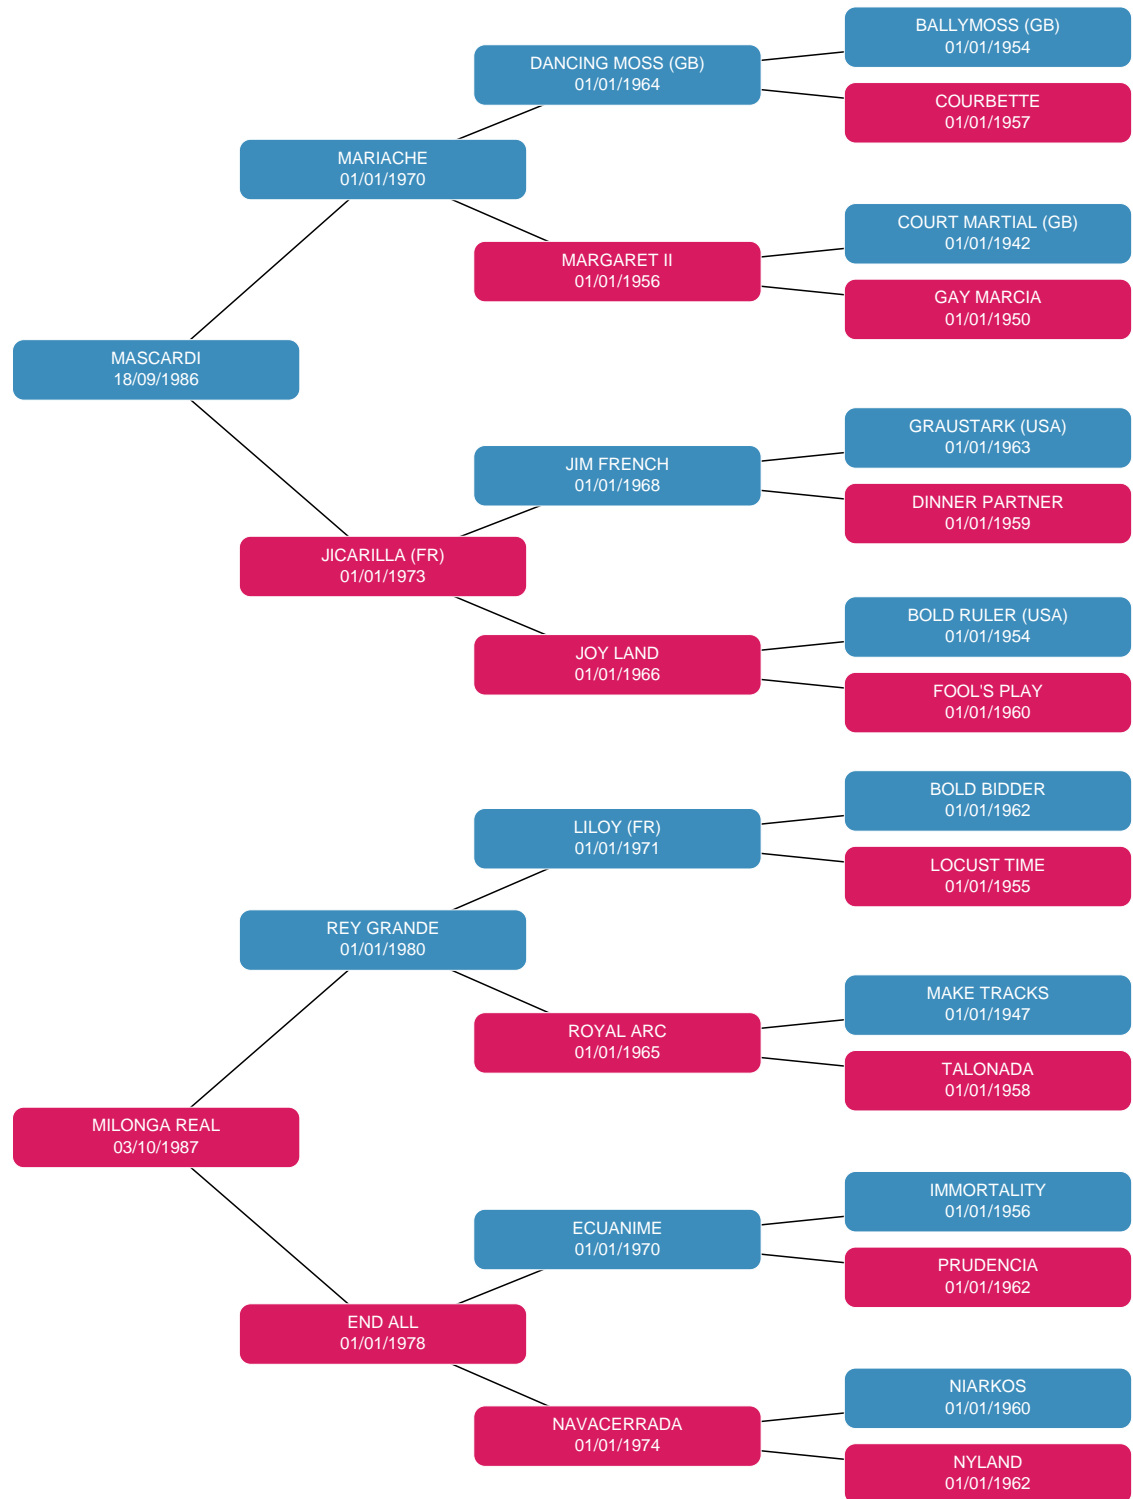 BALLYMOSS (GB)
01/01/1954
DANCING MOSS (GB)
01/01/1964
COURBETTE
01/01/1957
MARIACHE
01/01/1970
COURT MARTIAL (GB)
01/01/1942
MARGARET II
01/01/1956
GAY MARCIA
01/01/1950
MASCARDI
18/09/1986
GRAUSTARK (USA)
01/01/1963
JIM FRENCH
01/01/1968
DINNER PARTNER
01/01/1959
JICARILLA (FR)
01/01/1973
BOLD RULER (USA)
01/01/1954
JOY LAND
01/01/1966
FOOL'S PLAY
01/01/1960
BOLD BIDDER
01/01/1962
LILOY (FR)
01/01/1971
LOCUST TIME
01/01/1955
REY GRANDE
01/01/1980
MAKE TRACKS
01/01/1947
ROYAL ARC
01/01/1965
TALONADA
01/01/1958
MILONGA REAL
03/10/1987
IMMORTALITY
01/01/1956
ECUANIME
01/01/1970
PRUDENCIA
01/01/1962
END ALL
01/01/1978
NIARKOS
01/01/1960
NAVACERRADA
01/01/1974
NYLAND
01/01/1962